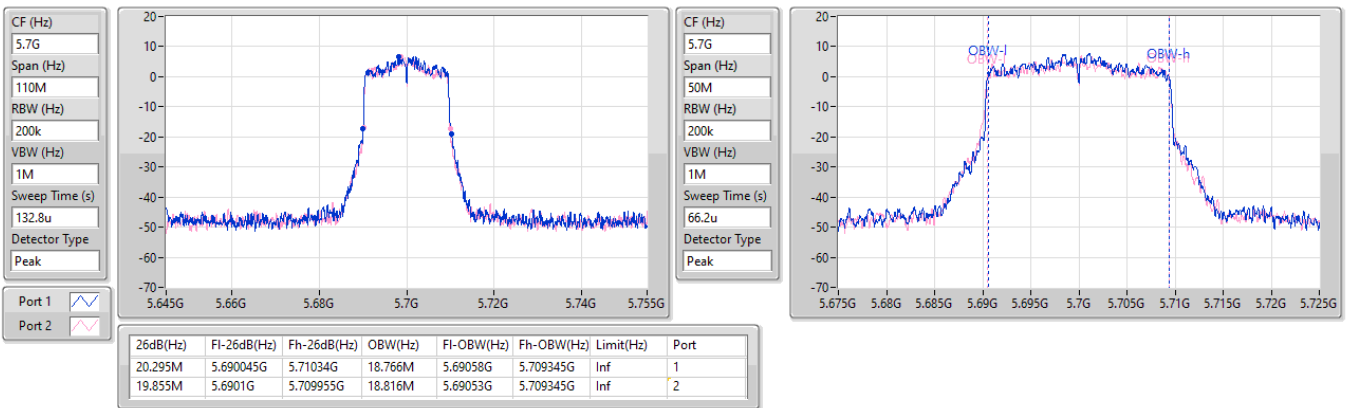 CF (Hz)
5.7G
Span (Hz)
110M
RBW (Hz)
200k
VBW (Hz)
1M
Sweep Time (s)
132.8u
Detector Type
Peak
Port 1
Port 2
20
10
0
-10
-20
-30
-40
-50
-60
-70
5.645G 5.66G 5.68G 5.7G 5.72G 5.74G 5.755G
CF (Hz)
5.7G
Span (Hz)
50M
RBW (Hz)
200k
VBW (Hz)
1M
Sweep Time (s)
66.2u
Detector Type
Peak
20
10
0
-10
-20
-30
-40
-50
-60
-70
OBW-l OBW-h
OBW-l OBW-h
5.675G 5.68G 5.685G 5.69G 5.695G 5.7G 5.705G 5.71G 5.715G 5.72G 5.725G
26dB(Hz) Fl-26dB(Hz) Fh-26dB(Hz) OBW(Hz) Fl-OBW(Hz) Fh-OBW(Hz) Limit(Hz) Port
20.295M 5.690045G 5.71034G 18.766M 5.69058G 5.709345G Inf 1
19.855M 5.6901G 5.709955G 18.816M 5.69053G 5.709345G Inf 2